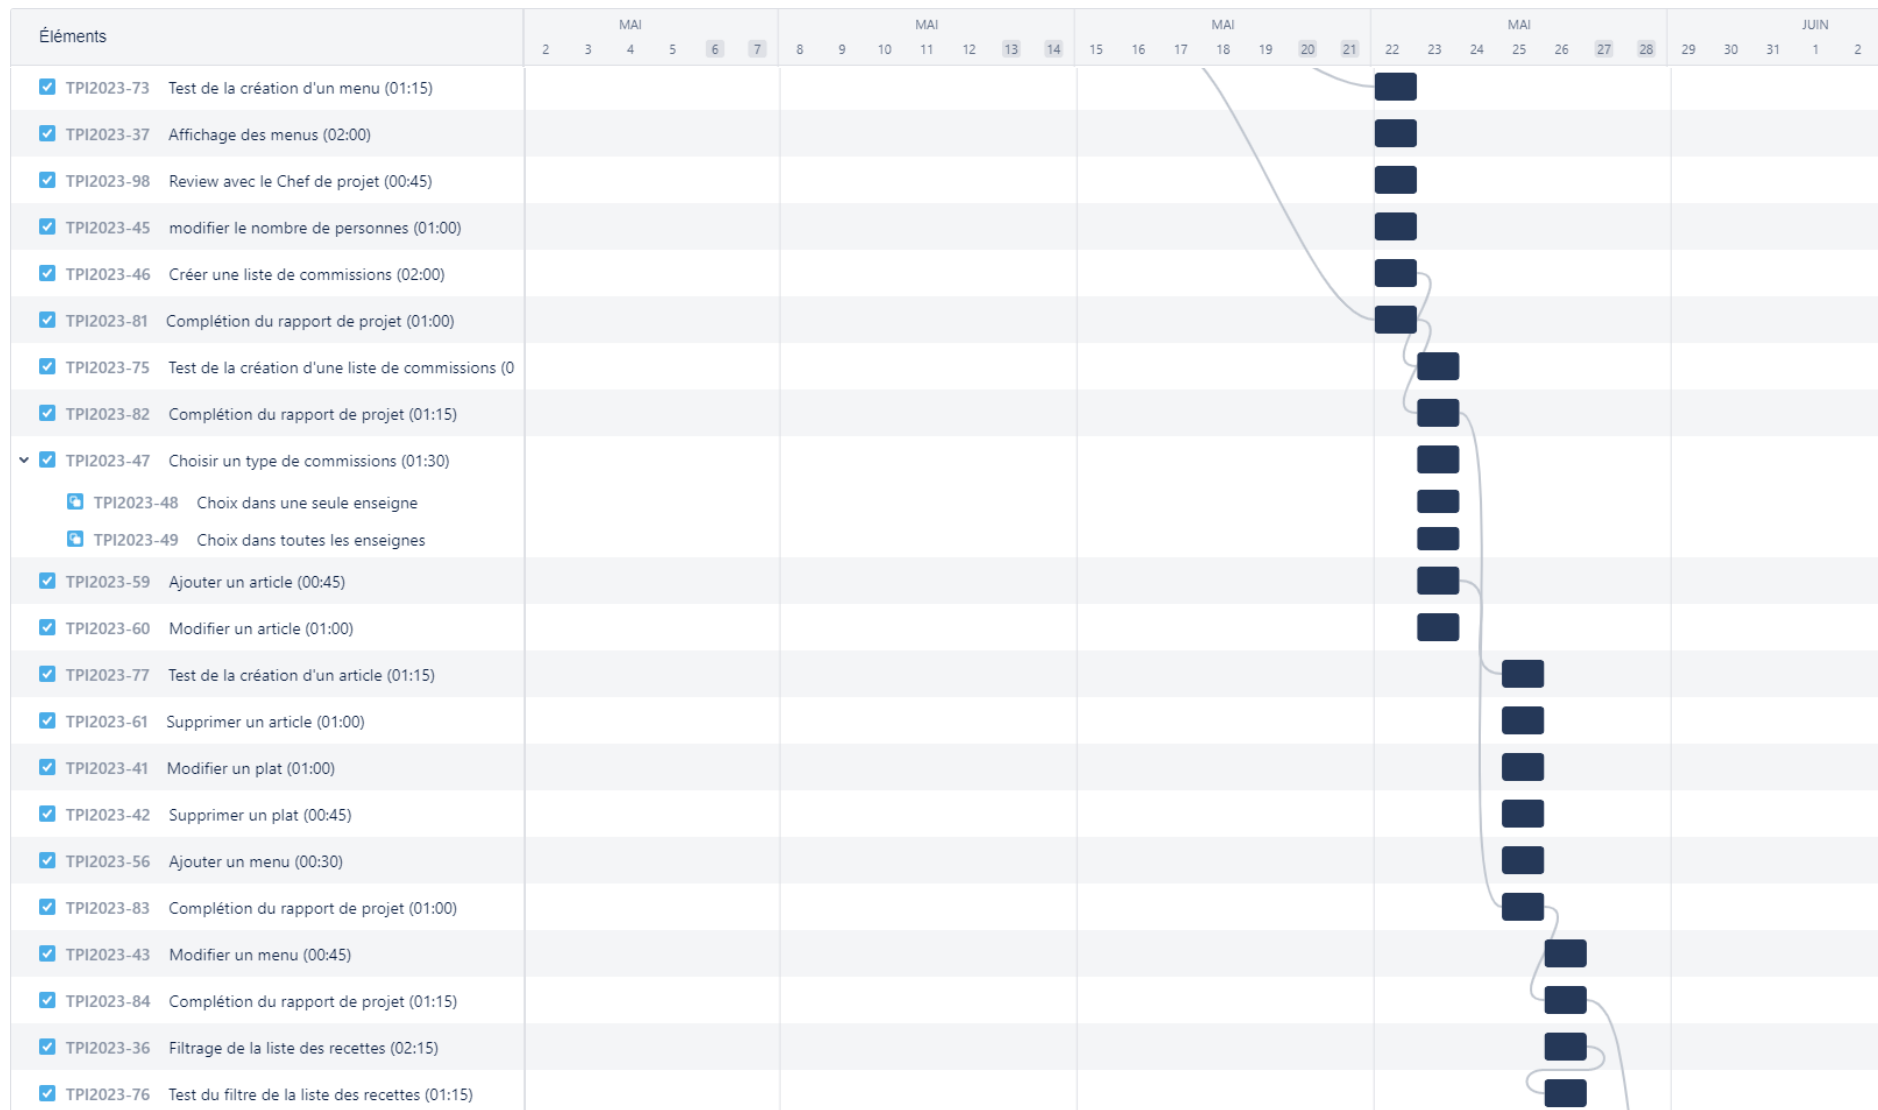 Éléments
MAI MAI MAI MAI JUIN
2 3 4 5 6 7 8 9 10 11 12 13 14 15 16 17 18 19 20 21 22 23 24 25 26 27 28 29 30 31 1 2
TPI2023-73 Test de la création d'un menu (01:15)
TPI2023-37 Affichage des menus (02:00)
TPI2023-98 Review avec le Chef de projet (00:45)
TPI2023-45 modifier le nombre de personnes (01:00)
TPI2023-46 Créer une liste de commissions (02:00)
TPI2023-81 Complétion du rapport de projet (01:00)
TPI2023-75 Test de la création d'une liste de commissions (0
TPI2023-82 Complétion du rapport de projet (01:15)
TPI2023-47 Choisir un type de commissions (01:30)
TPI2023-48 Choix dans une seule enseigne
TPI2023-49 Choix dans toutes les enseignes
TPI2023-59 Ajouter un article (00:45)
TPI2023-60 Modifier un article (01:00)
TPI2023-77 Test de la création d'un article (01:15)
TPI2023-61 Supprimer un article (01:00)
TPI2023-41 Modifier un plat (01:00)
TPI2023-42 Supprimer un plat (00:45)
TPI2023-56 Ajouter un menu (00:30)
TPI2023-83 Complétion du rapport de projet (01:00)
TPI2023-43 Modifier un menu (00:45)
TPI2023-84 Complétion du rapport de projet (01:15)
TPI2023-36 Filtrage de la liste des recettes (02:15)
TPI2023-76 Test du filtre de la liste des recettes (01:15)